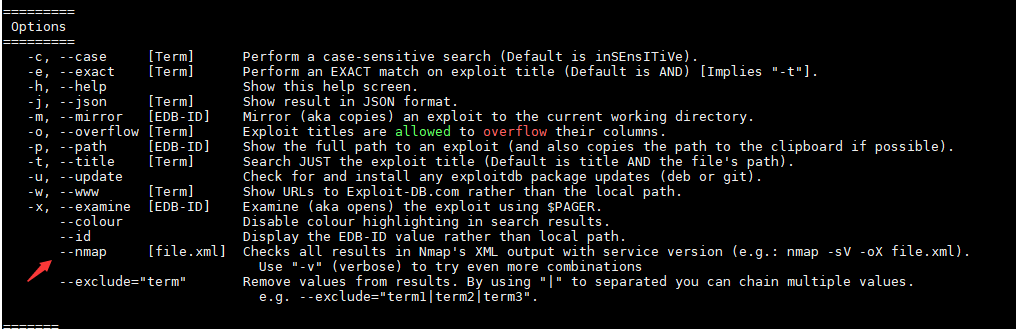 =========
 Options
=========
   -c, --case     [Term]      Perform a case-sensitive search (Default is inSEnsITiVe).
   -e, --exact    [Term]      Perform an EXACT match on exploit title (Default is AND) [Implies "-t"].
   -h, --help                 Show this help screen.
   -j, --json     [Term]      Show result in JSON format.
   -m, --mirror   [EDB-ID]    Mirror (aka copies) an exploit to the current working directory.
   -o, --overflow [Term]      Exploit titles are allowed to overflow their columns.
   -p, --path     [EDB-ID]    Show the full path to an exploit (and also copies the path to the clipboard if possible).
   -t, --title    [Term]      Search JUST the exploit title (Default is title AND the file's path).
   -u, --update               Check for and install any exploitdb package updates (deb or git).
   -w, --www      [Term]      Show URLs to Exploit-DB.com rather than the local path.
   -x, --examine  [EDB-ID]    Examine (aka opens) the exploit using $PAGER.
       --colour               Disable colour highlighting in search results.
       --id                   Display the EDB-ID value rather than local path.
       --nmap     [file.xml]  Checks all results in Nmap's XML output with service version (e.g.: nmap -sV -oX file.xml).
                                Use "-v" (verbose) to try even more combinations
       --exclude="term"       Remove values from results. By using "|" to separated you can chain multiple values.
                                e.g. --exclude="term1|term2|term3".
=======